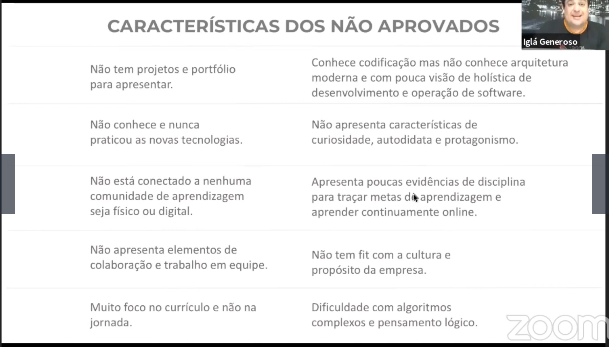 CARACTERÍSTICAS DOS NÃO APROVADOS
Iglá Generoso
Não tem projetos e portfólio
para apresentar.
Conhece codificação mas não conhece arquitetura
moderna e com pouca visão de holística de
desenvolvimento e operação de software.
Não conhece e nunca
praticou as novas tecnologias.
Não apresenta características de
curiosidade, autodidata e protagonismo.
Não está conectado a nenhuma
comunidade de aprendizagem
seja físico ou digital.
Apresenta poucas evidências de disciplina
para traçar metas de aprendizagem e
aprender continuamente online.
Não apresenta elementos de
colaboração e trabalho em equipe.
Não tem fit com a cultura e
propósito da empresa.
Muito foco no currículo e não na
jornada.
Dificuldade com algoritmos
complexos e pensamento lógico.
zoom